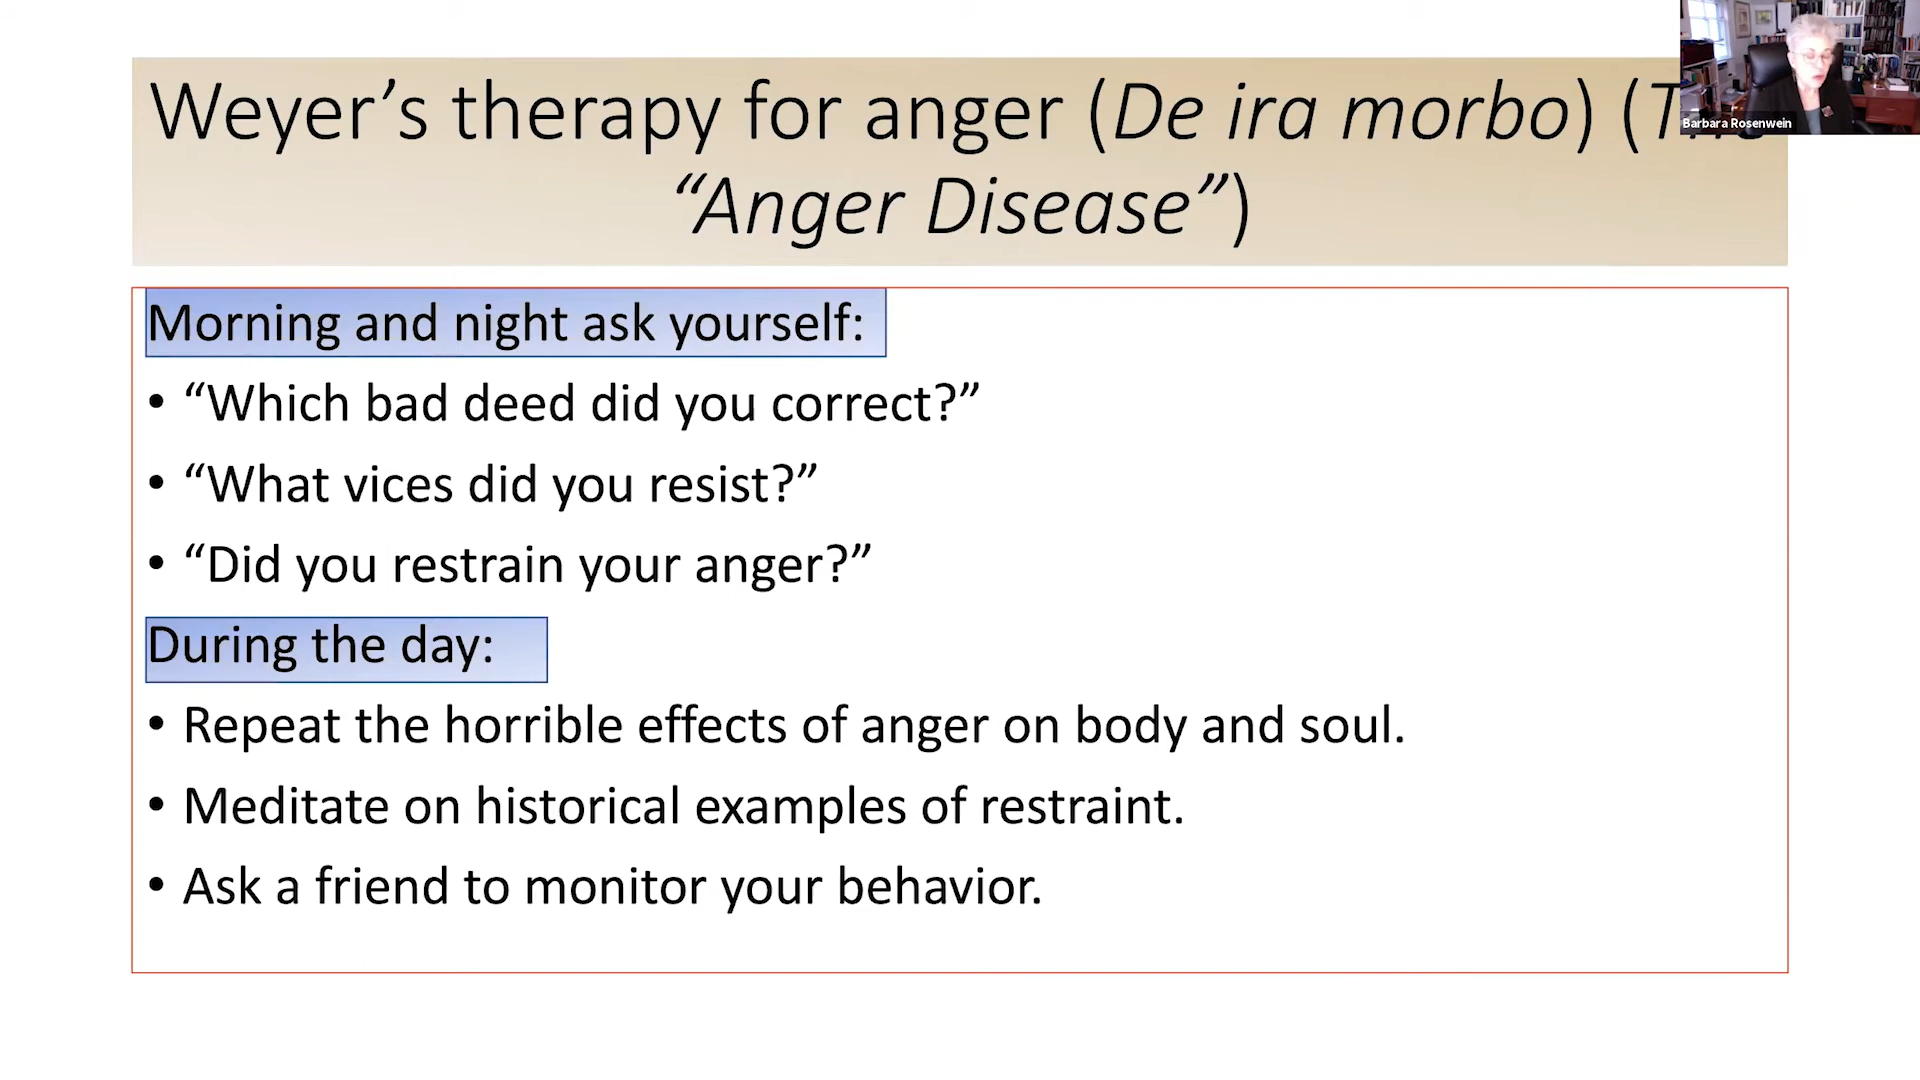 Weyer’s therapy for anger (De ira morbo) (
“Anger Disease”)
Barbara Rosenwein
Morning and night ask yourself:
• “Which bad deed did you correct?”
• “What vices did you resist?”
• “Did you restrain your anger?”
During the day:
• Repeat the horrible effects of anger on body and soul.
• Meditate on historical examples of restraint.
• Ask a friend to monitor your behavior.